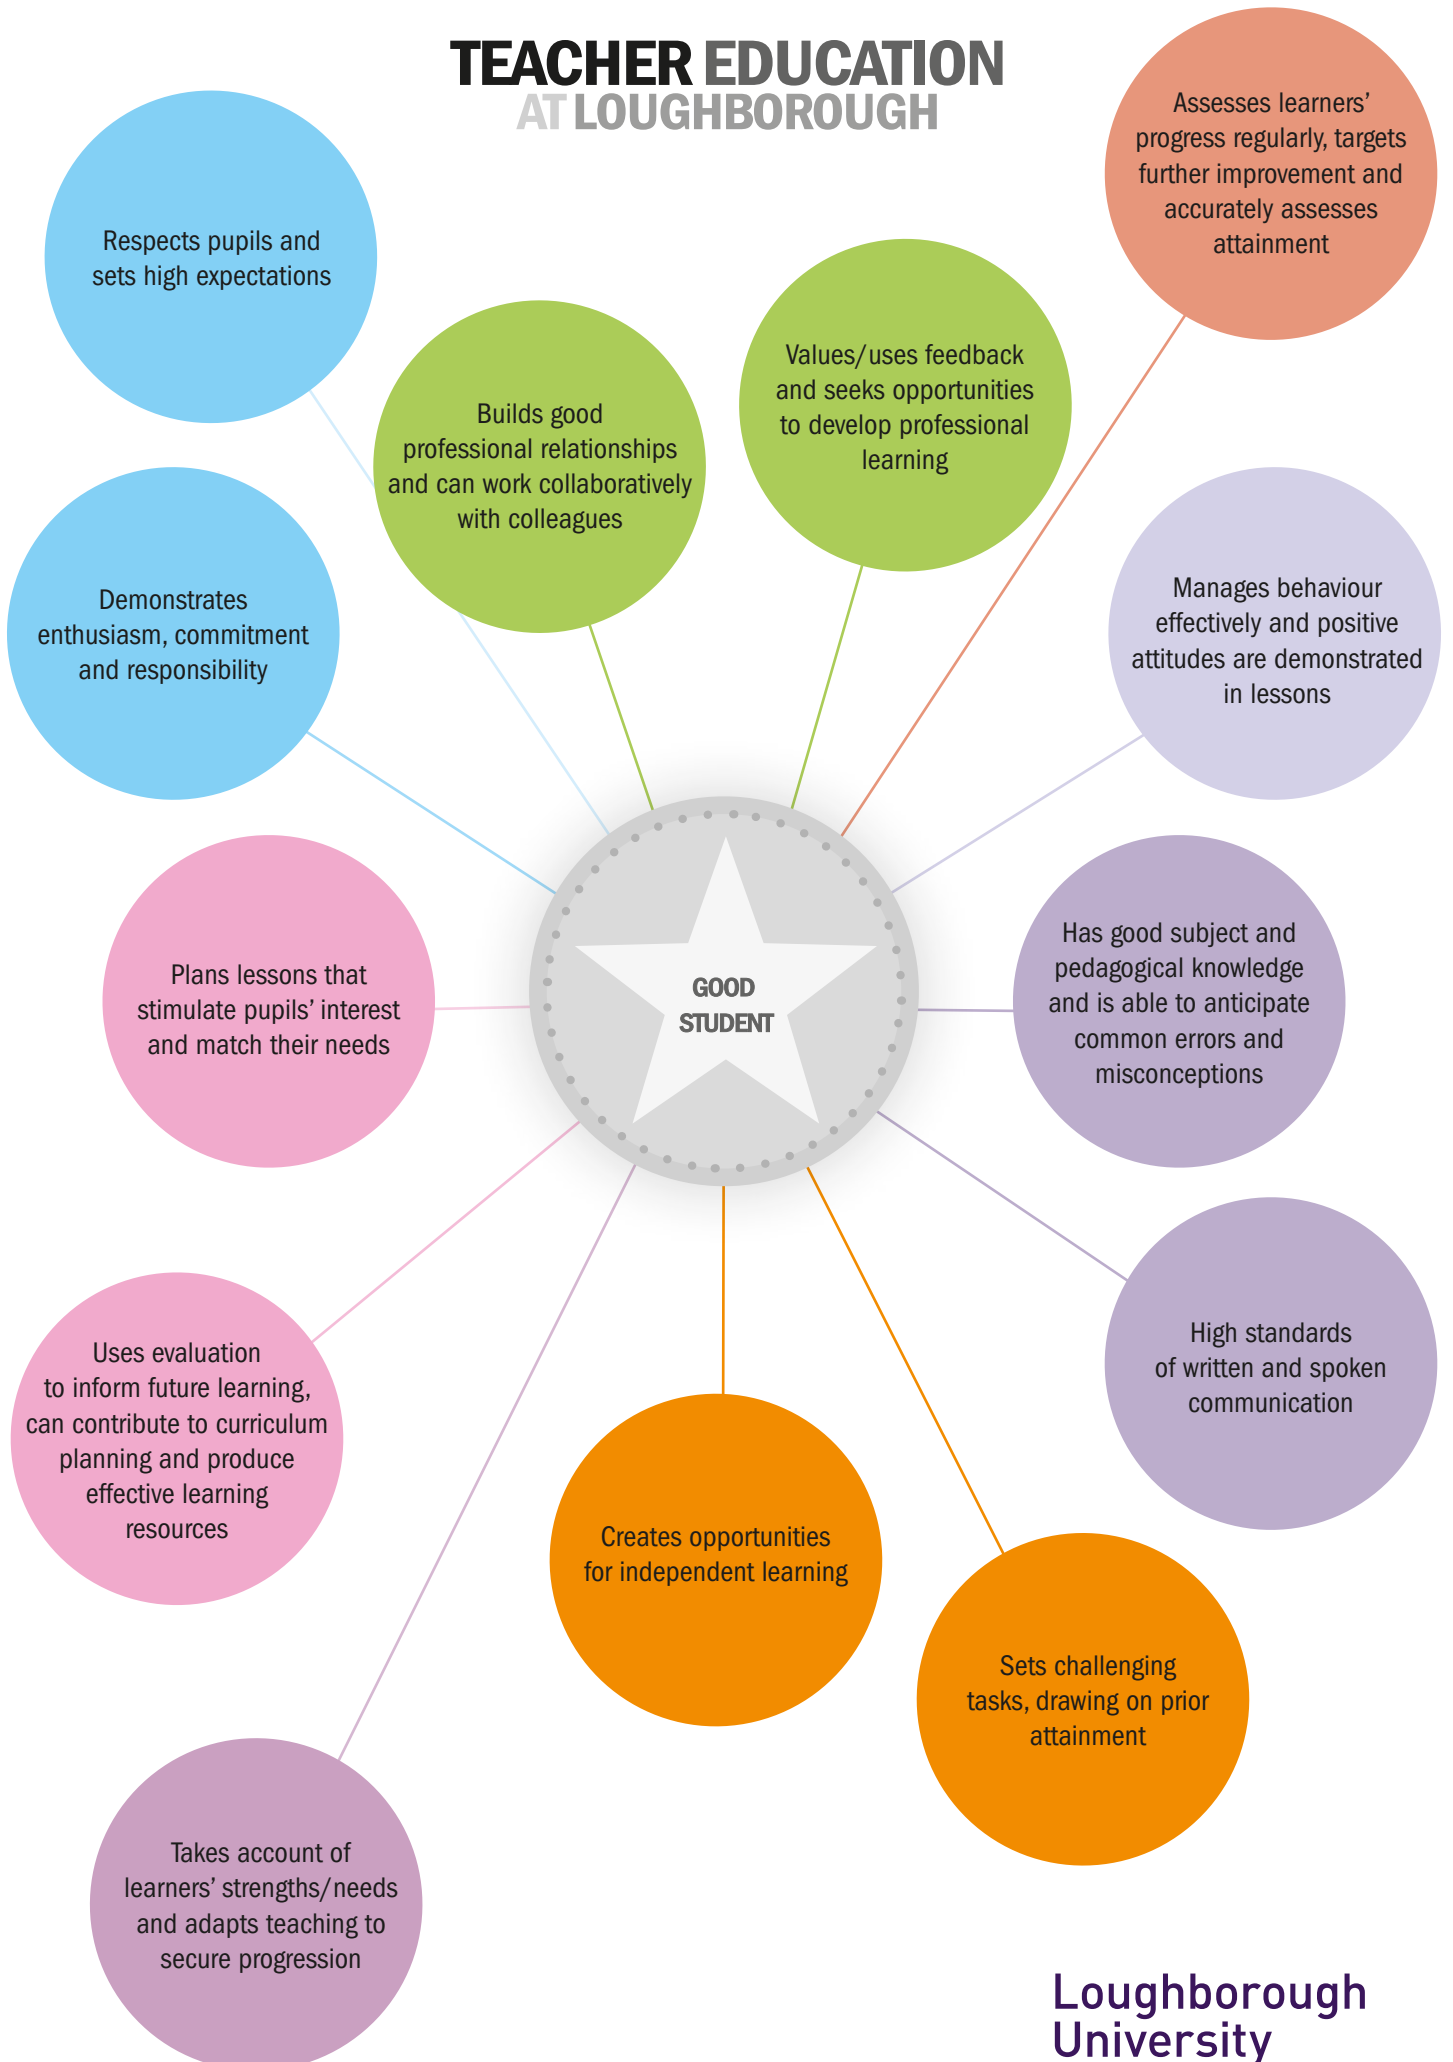 TEACHER EDUCATION
AT LOUGHBOROUGH
Assesses learners’
progress regularly, targets
further improvement and
accurately assesses
attainment
Respects pupils and
sets high expectations
Values/uses feedback
and seeks opportunities
to develop professional
learning
Builds good
professional relationships
and can work collaboratively
with colleagues
Demonstrates
enthusiasm, commitment
and responsibility
Manages behaviour
effectively and positive
attitudes are demonstrated
in lessons
Plans lessons that
stimulate pupils’ interest
and match their needs
GOOD
STUDENT
Has good subject and
pedagogical knowledge
and is able to anticipate
common errors and
misconceptions
High standards
of written and spoken
communication
Uses evaluation
to inform future learning,
can contribute to curriculum
planning and produce
effective learning
resources
Creates opportunities
for independent learning
Sets challenging
tasks, drawing on prior
attainment
Takes account of
learners’ strengths/needs
and adapts teaching to
secure progression
Loughborough
University